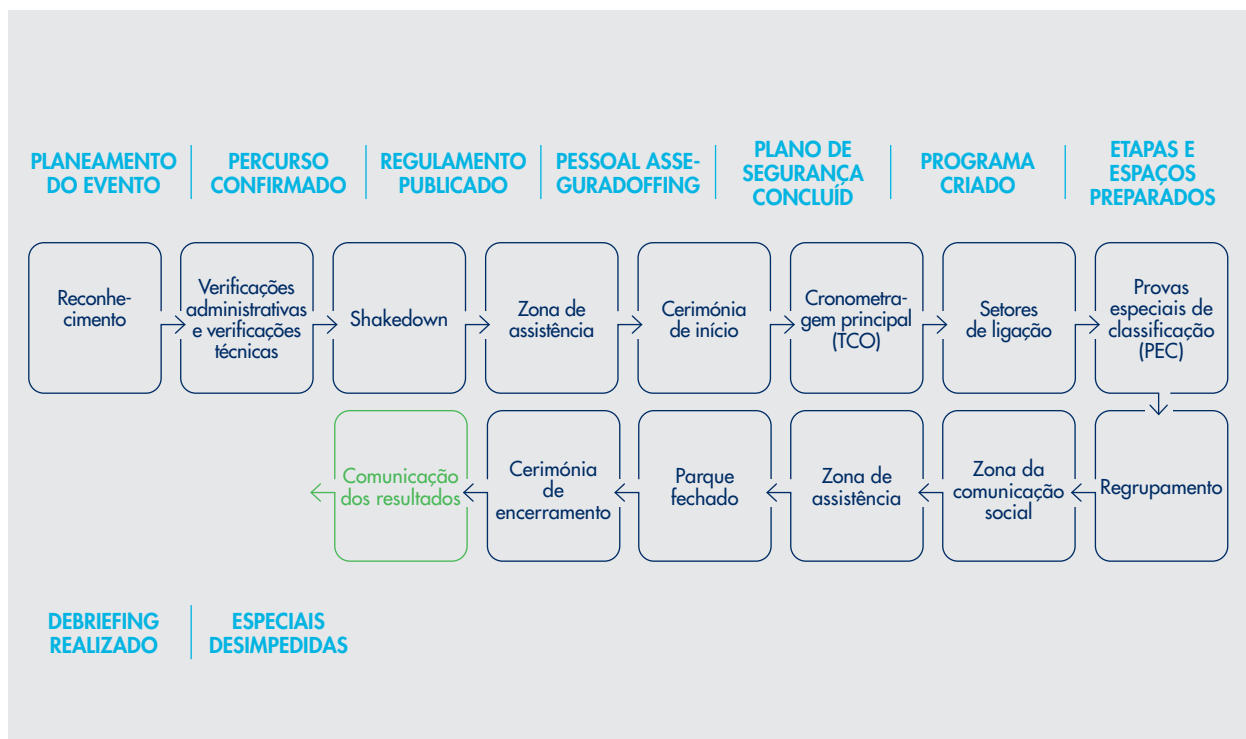 PLANEAMENTO
DO EVENTO
PERCURSO
CONFIRMADO
REGULAMENTO
PUBLICADO
PESSOAL ASSE-
GURADOFFING
PLANO DE
SEGURANÇA
CONCLUÍD
PROGRAMA
CRIADO
ETAPAS E
ESPAÇOS
PREPARADOS
Reconhe-
cimento
Verificações
administrativas
e verificações
técnicas
Shakedown
Zona de
assistência
Cerimónia
de início
Cronometra-
gem principal
(TCO)
Setores
de ligação
Provas
especiais de
classificação
(PEC)
Regrupamento
Zona da
comunicação
social
Zona de
assistência
Parque
fechado
Cerimónia
de
encerramento
Comunicação
dos resultados
DEBRIEFING
REALIZADO
ESPECIAIS
DESIMPEDIDAS